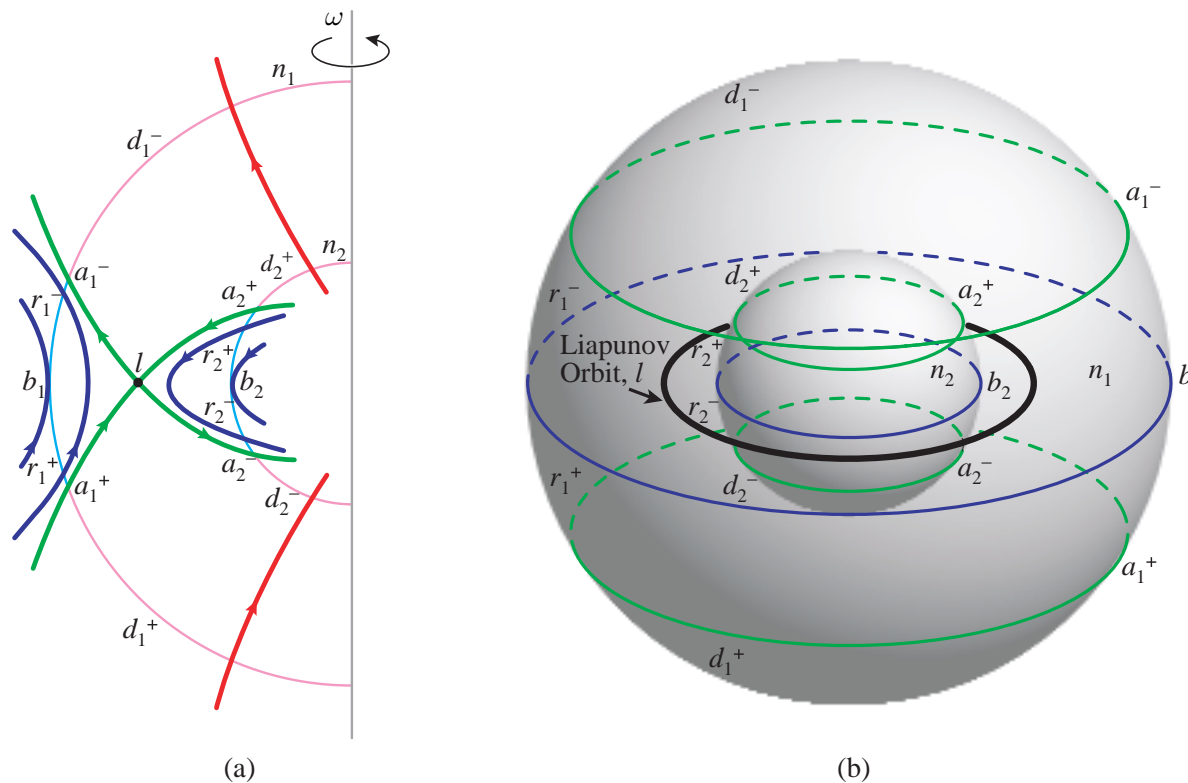 ω
n₁
d₁⁻
n₂
d₂⁺
a₁⁻
a₂⁺
r₁⁻
l
r₂⁺
b₁
b₂
r₂⁻
r₁⁺
a₂⁻
a₁⁺
d₂⁻
d₁⁺
(a)
d₁⁻
a₁⁻
d₂⁺
a₂⁺
r₁⁻
r₂⁺
Liapunov
Orbit, l
n₂
b₂
n₁
b
r₂⁻
r₁⁺
d₂⁻
a₂⁻
a₁⁺
d₁⁺
(b)